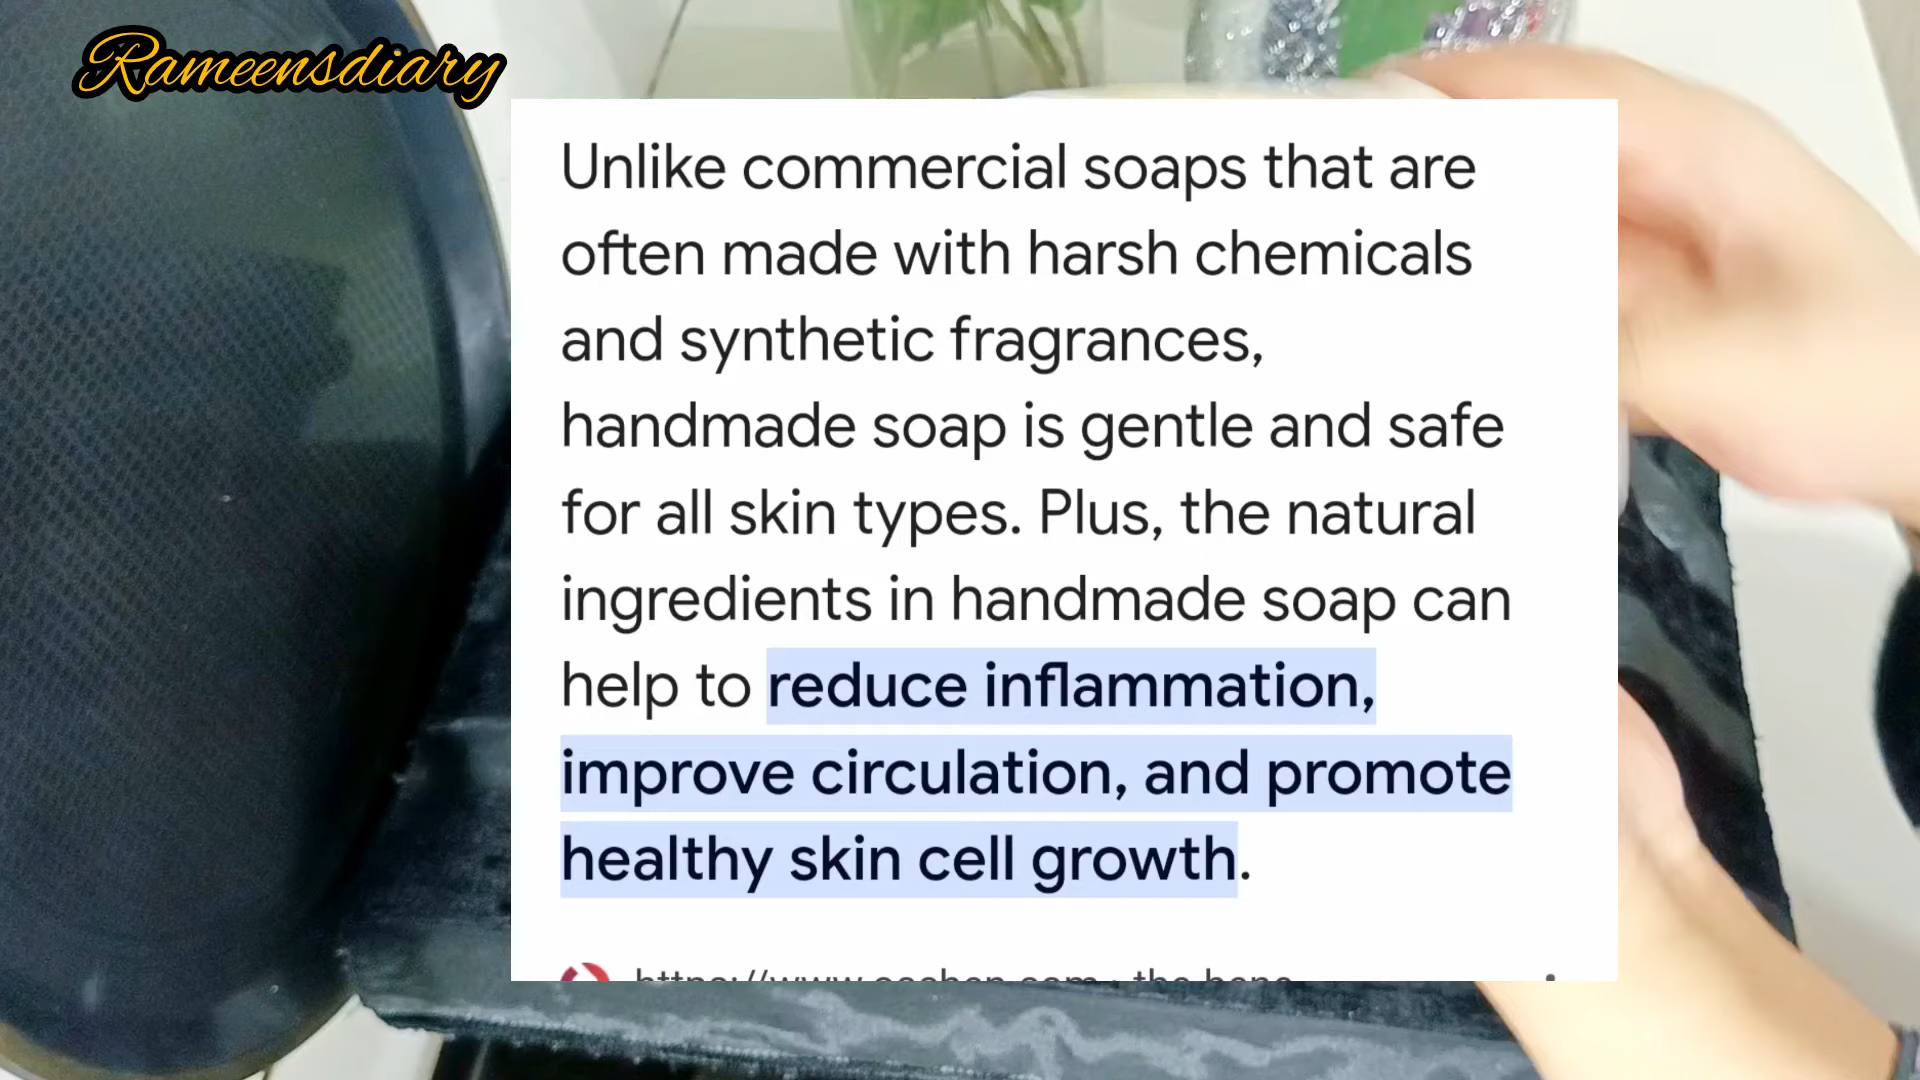 Rameensdiary
Unlike commercial soaps that are
often made with harsh chemicals
and synthetic fragrances,
handmade soap is gentle and safe
for all skin types. Plus, the natural
ingredients in handmade soap can
help to reduce inflammation,
improve circulation, and promote
healthy skin cell growth.